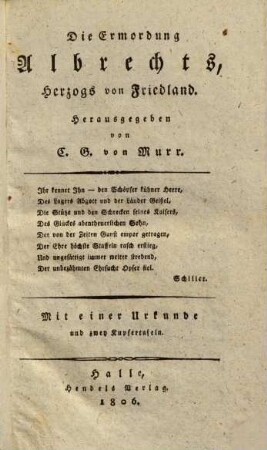 Die Ermordung
Albrechts,
Herzogs von Friedland.
Herausgegeben
von
C. G. von Murr.
Ihr kennet Ihn — den Schöpfer kühner Heere,
Des Lagers Abgott und der Länder Geißel,
Die Stütze und den Schrecken seines Kaisers,
Des Glückes abentheuerlichen Sohn,
Der von der Zeiten Gunst empor getragen,
Der Ehre höchste Staffeln rasch erstieg,
Und ungesättigt immer weiter strebend,
Der unbezähmten Ehrsucht Opfer fiel.
Schiller.
Mit einer Urkunde
und zwey Kupfertafeln.
Halle,
Hendels Verlag.
1806.